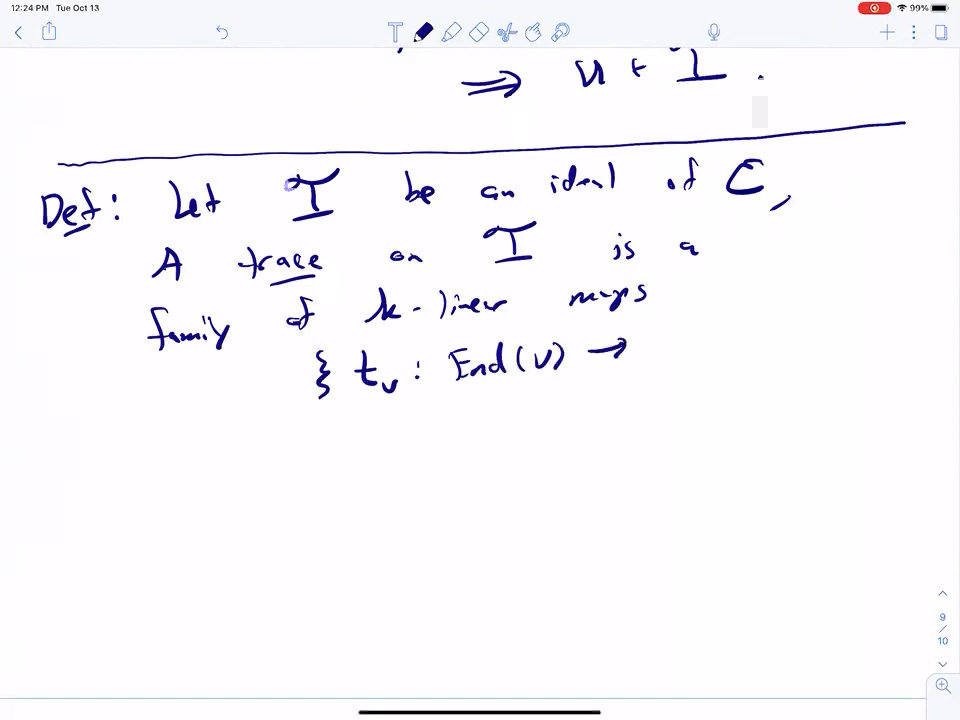 12:24 PM Tue Oct 13
99%
⟹ U ∈ I .
Def: Let I be an ideal of C,
A trace on I is a
family of k-linear maps
{ t_V : End(V) →
9
/
10